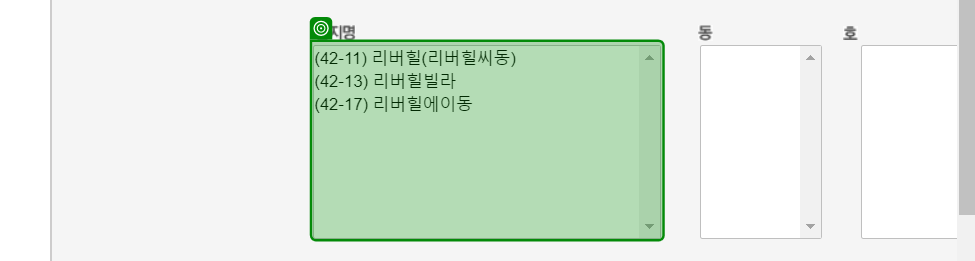 지명 동 호
(42-11) 리버힐(리버힐씨동)
(42-13) 리버힐빌라
(42-17) 리버힐에이동